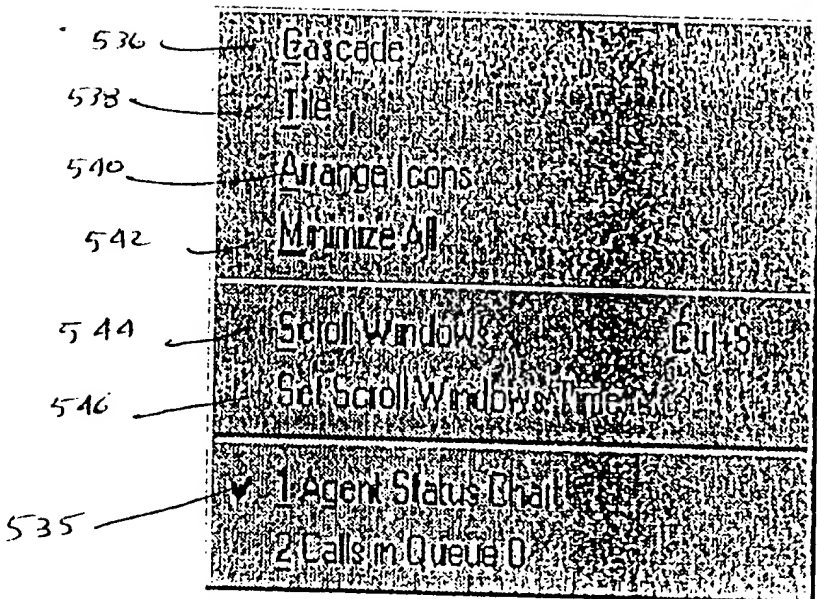 536 Cascade
538 Tile
540 Arrange Icons
542 Minimize All
544 Scroll Windows Ctrl+S
546 Set Scroll Windows Time
535 ✓ 1 Agent Status Chart
2 Calls in Queue 0